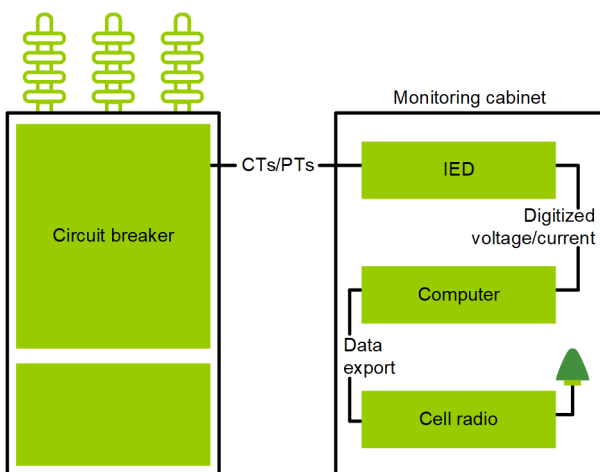 Monitoring cabinet
CTs/PTs
IED
Circuit breaker
Digitized
voltage/current
Computer
Data
export
Cell radio